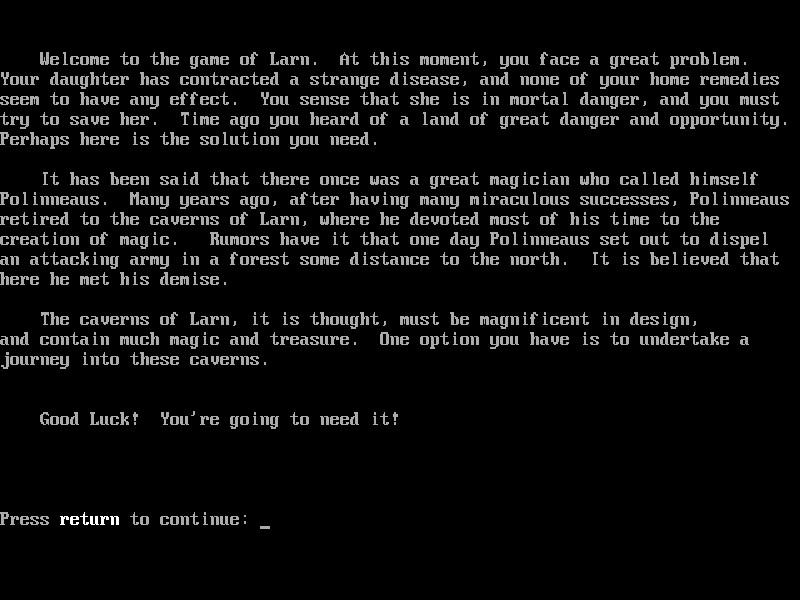 Welcome to the game of Larn.  At this moment, you face a great problem.
Your daughter has contracted a strange disease, and none of your home remedies
seem to have any effect.  You sense that she is in mortal danger, and you must
try to save her.  Time ago you heard of a land of great danger and opportunity.
Perhaps here is the solution you need.
It has been said that there once was a great magician who called himself
Polinneaus.  Many years ago, after having many miraculous successes, Polinneaus
retired to the caverns of Larn, where he devoted most of his time to the
creation of magic.   Rumors have it that one day Polinneaus set out to dispel
an attacking army in a forest some distance to the north.  It is believed that
here he met his demise.
The caverns of Larn, it is thought, must be magnificent in design,
and contain much magic and treasure.  One option you have is to undertake a
journey into these caverns.
Good Luck!  You're going to need it!
Press return to continue: _